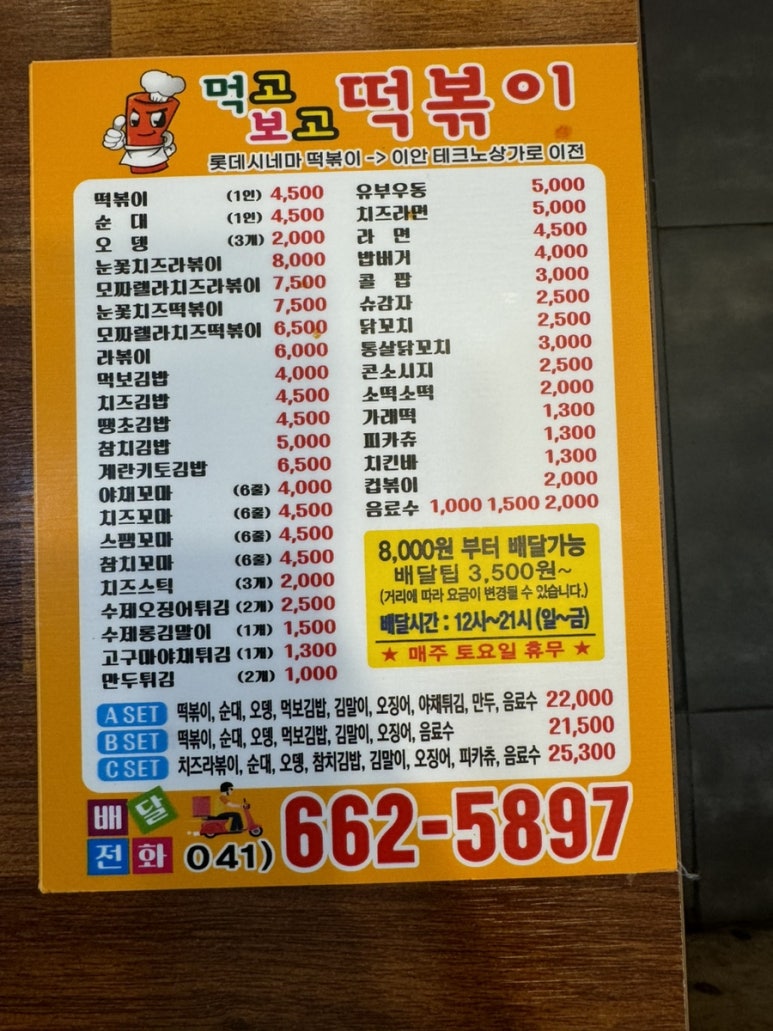 먹고
보고 떡볶이
롯데시네마 떡볶이 -> 이안 테크노상가로 이전
떡볶이 (1인) 4,500
순 대 (1인) 4,500
오 뎅 (3개) 2,000
눈꽃치즈라볶이 8,000
모짜렐라치즈라볶이 7,500
눈꽃치즈떡볶이 7,500
모짜렐라치즈떡볶이 6,500
라볶이 6,000
먹보김밥 4,000
치즈김밥 4,500
땡초김밥 4,500
참치김밥 5,000
계란키토김밥 6,500
야채꼬마 (6줄) 4,000
치즈꼬마 (6줄) 4,500
스팸꼬마 (6줄) 4,500
참치꼬마 (6줄) 4,500
치즈스틱 (3개) 2,000
수제오징어튀김 (2개) 2,500
수제롱김말이 (1개) 1,500
고구마야채튀김 (1개) 1,300
만두튀김 (2개) 1,000
유부우동 5,000
치즈라면 5,000
라 면 4,500
밥버거 4,000
콜 팝 3,000
슈감자 2,500
닭꼬치 2,500
통살닭꼬치 3,000
콘소시지 2,500
소떡소떡 2,000
가래떡 1,300
피카츄 1,300
치킨바 1,300
컵볶이 2,000
음료수 1,000 1,500 2,000
8,000원 부터 배달가능
배달팁 3,500원~
(거리에 따라 요금이 변경될 수 있습니다.)
배달시간 : 12시~21시 (일~금)
★ 매주 토요일 휴무 ★
A SET 떡볶이, 순대, 오뎅, 먹보김밥, 김말이, 오징어, 야채튀김, 만두, 음료수 22,000
B SET 떡볶이, 순대, 오뎅, 먹보김밥, 김말이, 오징어, 음료수 21,500
C SET 치즈라볶이, 순대, 오뎅, 참치김밥, 김말이, 오징어, 피카츄, 음료수 25,300
배달
전화 041) 662-5897